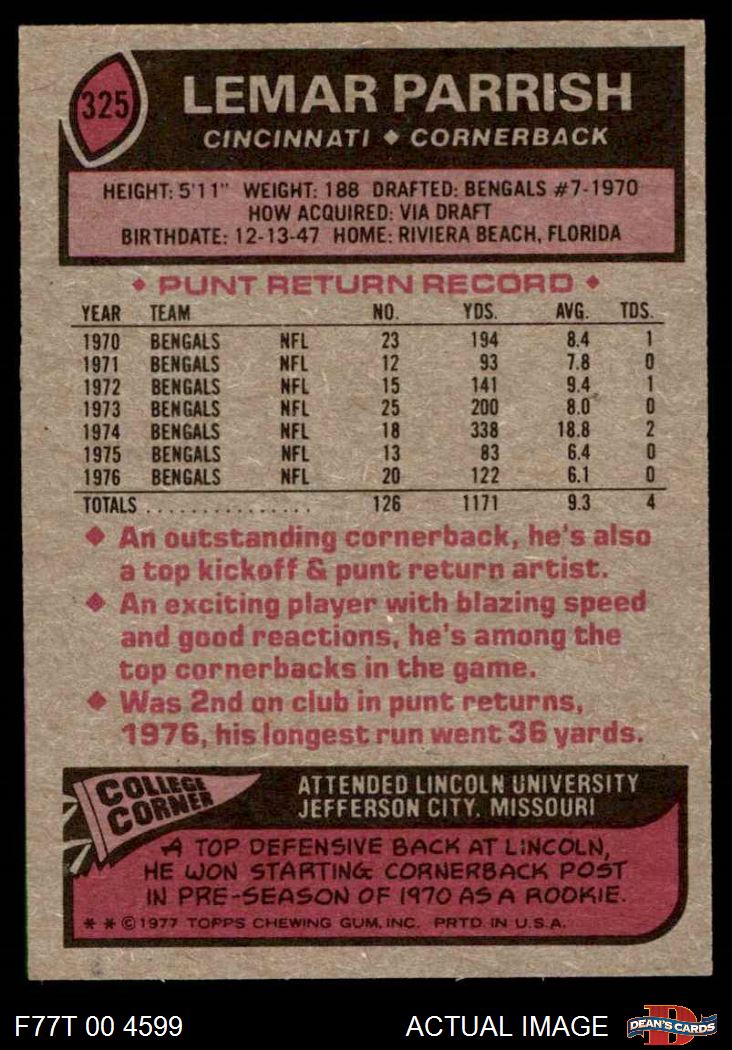 325
LEMAR PARRISH
CINCINNATI ◆ CORNERBACK
HEIGHT: 5'11" WEIGHT: 188 DRAFTED: BENGALS #7-1970
HOW ACQUIRED: VIA DRAFT
BIRTHDATE: 12-13-47 HOME: RIVIERA BEACH, FLORIDA
◆ PUNT RETURN RECORD ◆
YEAR TEAM NO. YDS. AVG. TDS.
1970 BENGALS NFL 23 194 8.4 1
1971 BENGALS NFL 12 93 7.8 0
1972 BENGALS NFL 15 141 9.4 1
1973 BENGALS NFL 25 200 8.0 0
1974 BENGALS NFL 18 338 18.8 2
1975 BENGALS NFL 13 83 6.4 0
1976 BENGALS NFL 20 122 6.1 0
TOTALS ............... 126 1171 9.3 4
◆ An outstanding cornerback, he's also
a top kickoff & punt return artist.
◆ An exciting player with blazing speed
and good reactions, he's among the
top cornerbacks in the game.
◆ Was 2nd on club in punt returns,
1976, his longest run went 36 yards.
COLLEGE
CORNER
ATTENDED LINCOLN UNIVERSITY
JEFFERSON CITY, MISSOURI
A TOP DEFENSIVE BACK AT LINCOLN,
HE WON STARTING CORNERBACK POST
IN PRE-SEASON OF 1970 AS A ROOKIE.
* * © 1977 TOPPS CHEWING GUM, INC. PRTD. IN U.S.A.
F77T 00 4599 ACTUAL IMAGE
D
DEAN'S CARDS